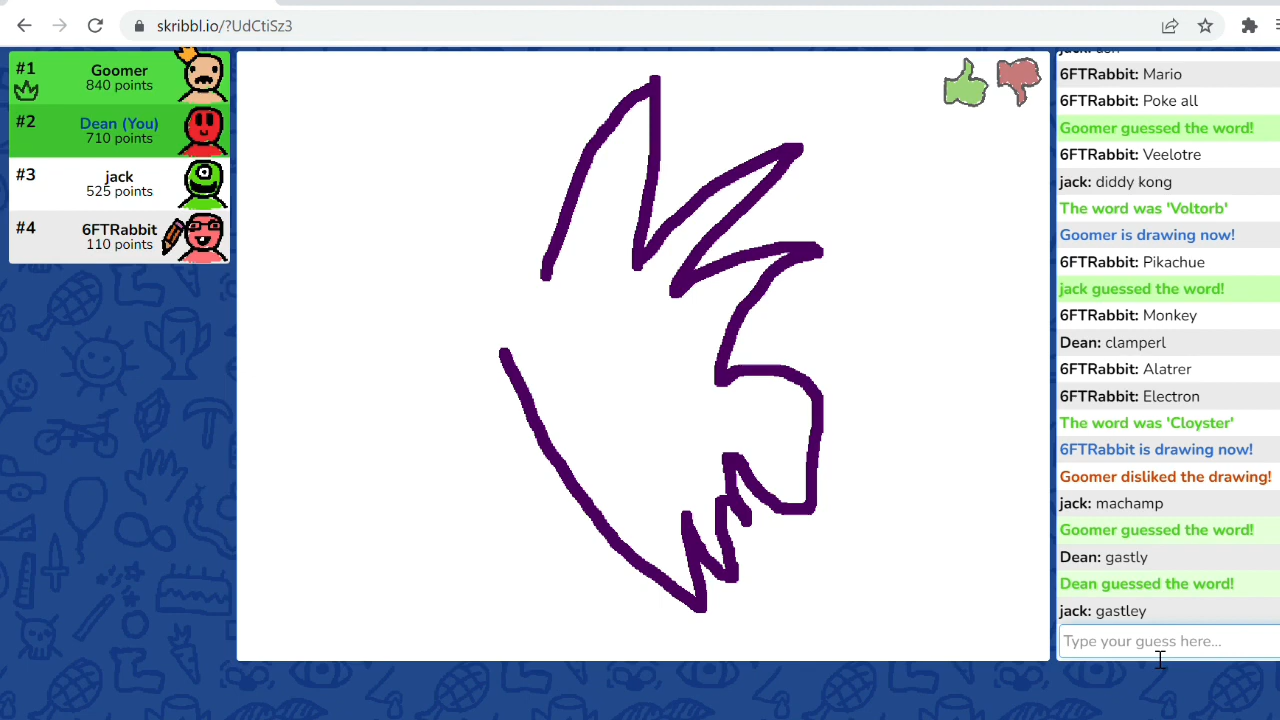 skribbl.io/?UdCtiSz3
#1
Goomer
840 points
#2
Dean (You)
710 points
#3
jack
525 points
#4
6FTRabbit
110 points
6FTRabbit: Mario
6FTRabbit: Poke all
Goomer guessed the word!
6FTRabbit: Veelotre
jack: diddy kong
The word was 'Voltorb'
Goomer is drawing now!
6FTRabbit: Pikachue
jack guessed the word!
6FTRabbit: Monkey
Dean: clamperl
6FTRabbit: Alatrer
6FTRabbit: Electron
The word was 'Cloyster'
6FTRabbit is drawing now!
Goomer disliked the drawing!
jack: machamp
Goomer guessed the word!
Dean: gastly
Dean guessed the word!
jack: gastley
Type your guess here...